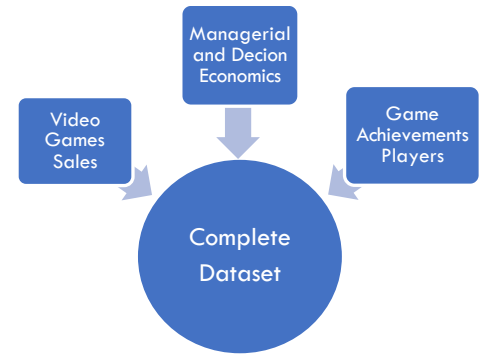 Managerial
and Decion
Economics
Video
Games
Sales
Game
Achievements
Players
Complete
Dataset